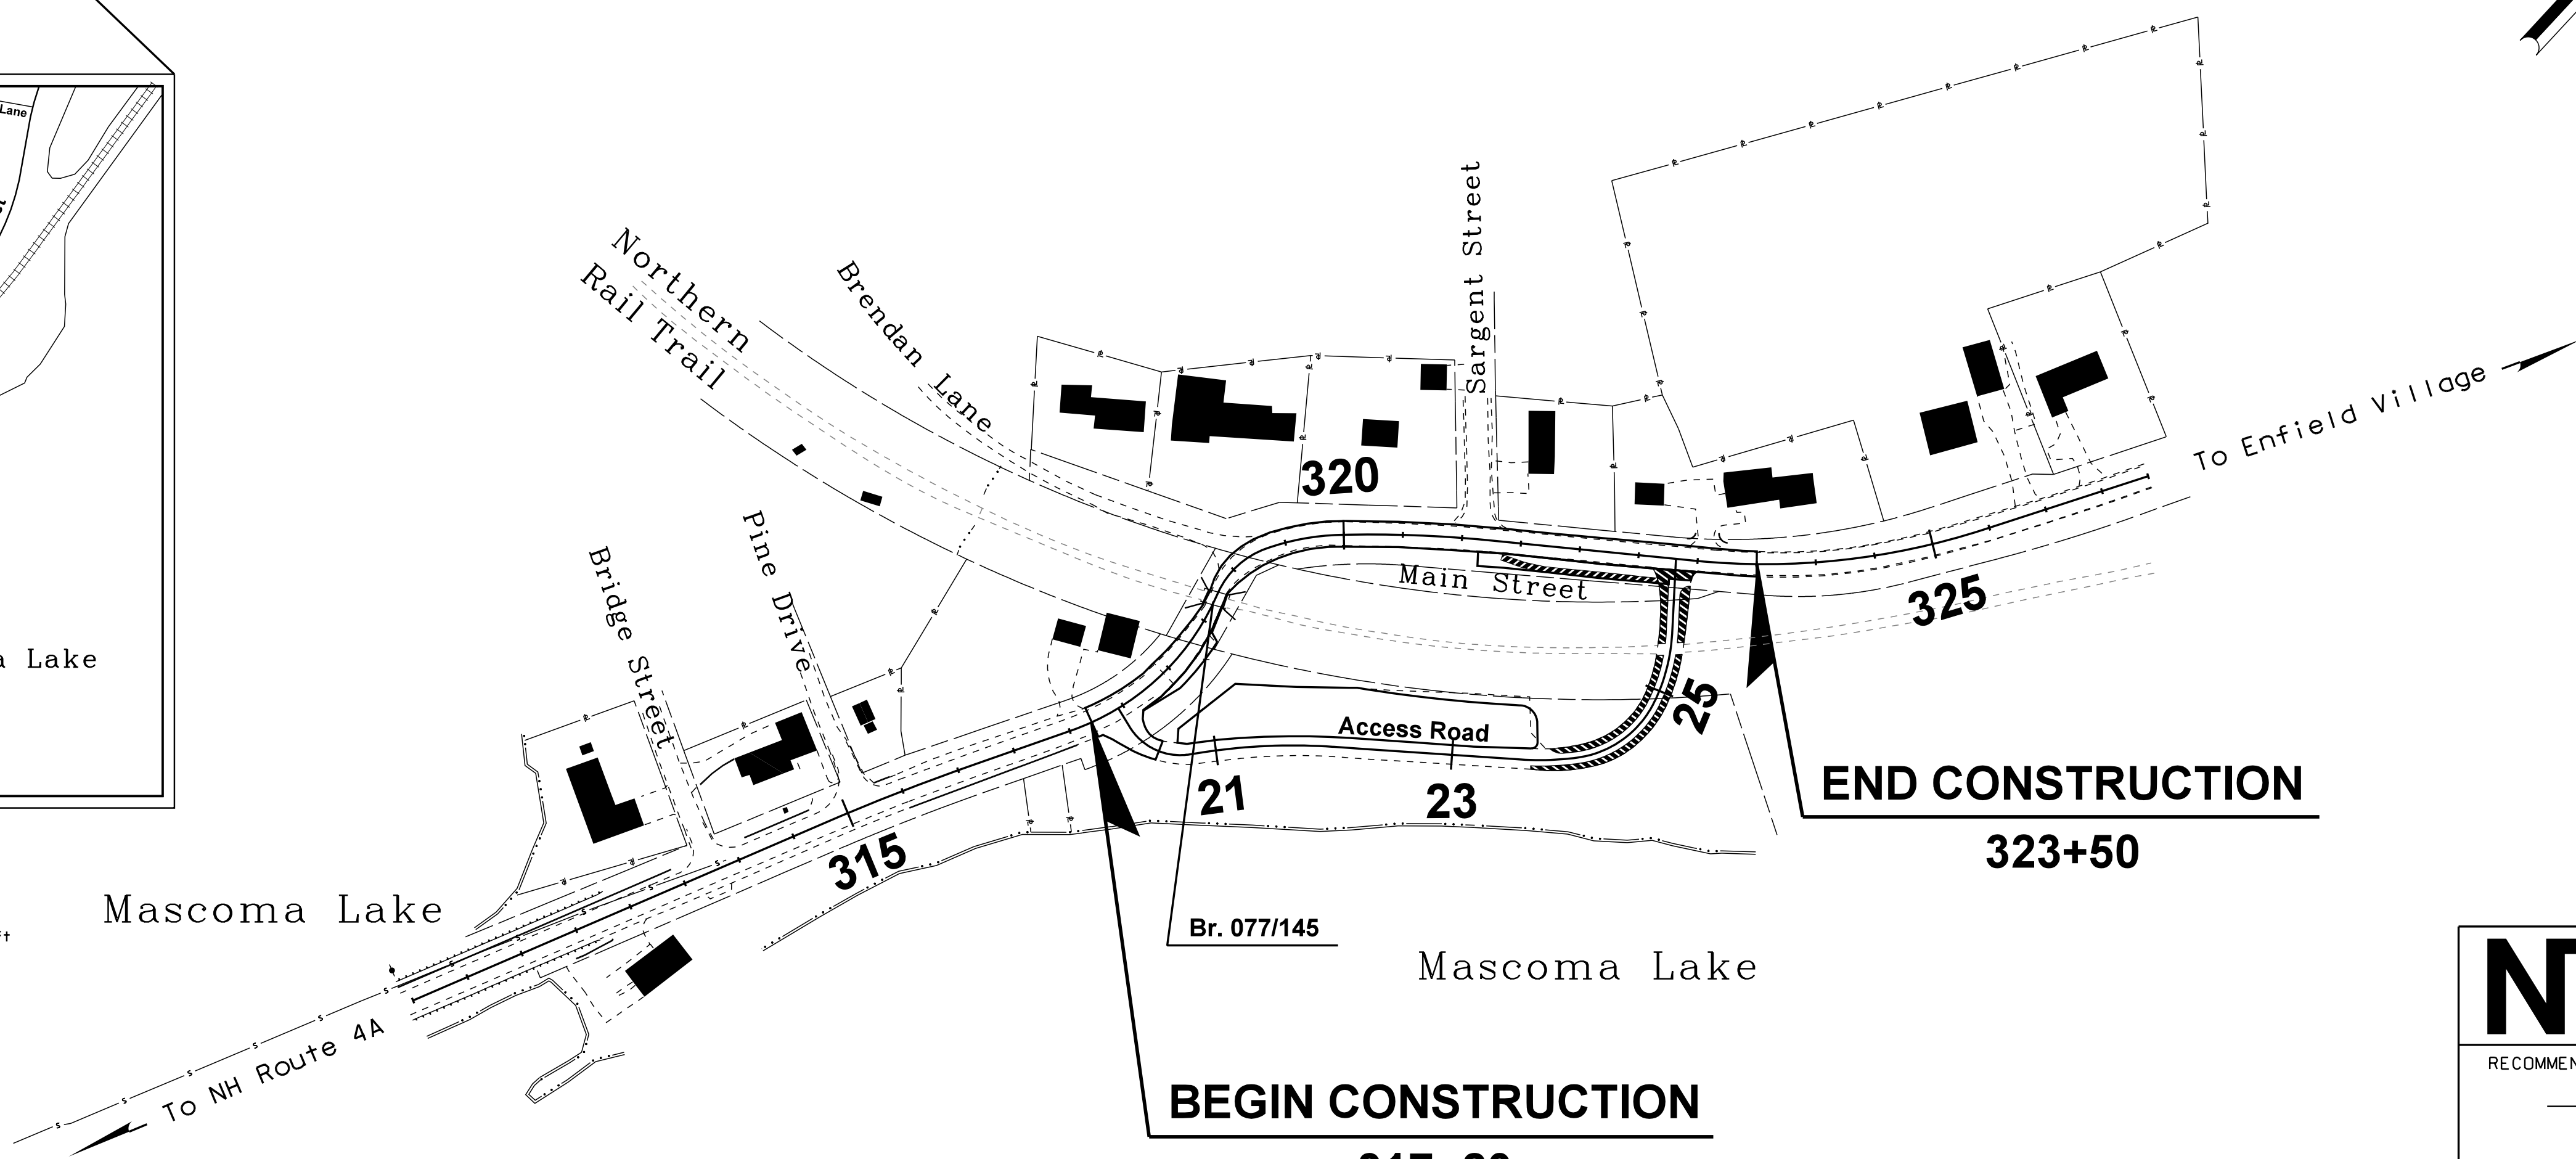 Lane
Northern
Rail Trail
Brendan Lane
Sargent Street
320
To Enfield Village
Pine Drive
Bridge Street
Main Street
325
Lake
25
Access Road
21
23
315
END CONSTRUCTION
323+50
Mascoma Lake
Br. 077/145
Mascoma Lake
To NH Route 4A
BEGIN CONSTRUCTION